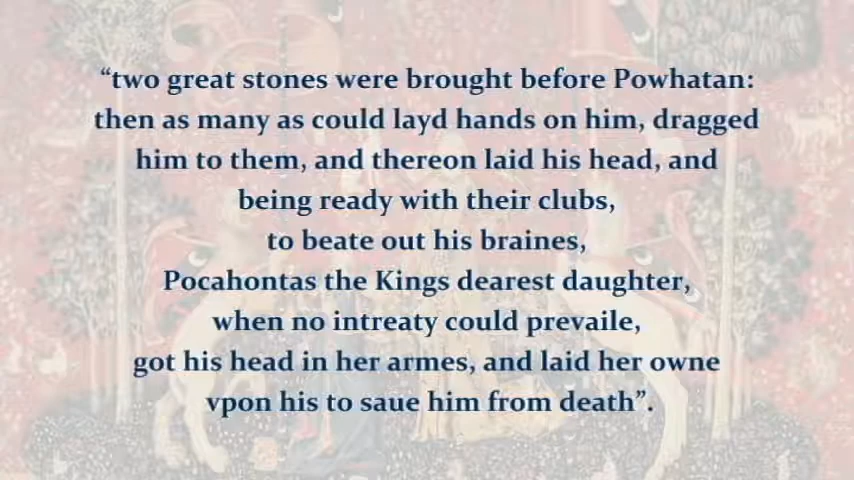 “two great stones were brought before Powhatan:
then as many as could layd hands on him, dragged
him to them, and thereon laid his head, and
being ready with their clubs,
to beate out his braines,
Pocahontas the Kings dearest daughter,
when no intreaty could prevaile,
got his head in her armes, and laid her owne
vpon his to saue him from death”.